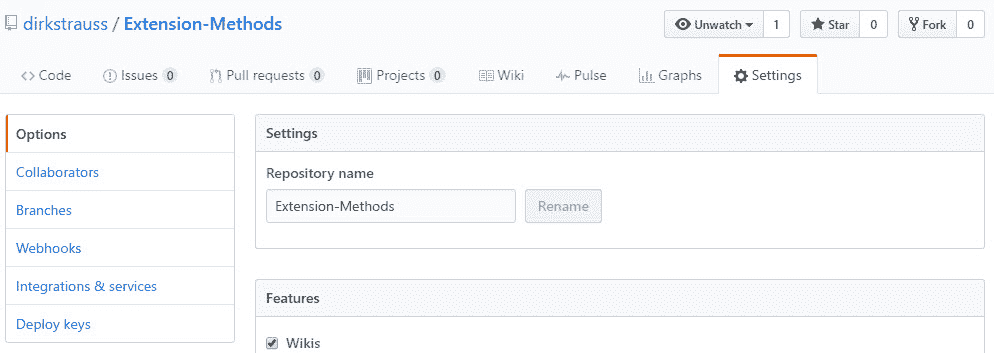 dirkstrauss / Extension-Methods Unwatch 1 Star 0 Fork 0
Code Issues 0 Pull requests 0 Projects 0 Wiki Pulse Graphs Settings
Options
Collaborators
Branches
Webhooks
Integrations & services
Deploy keys
Settings
Repository name
Extension-Methods Rename
Features
Wikis